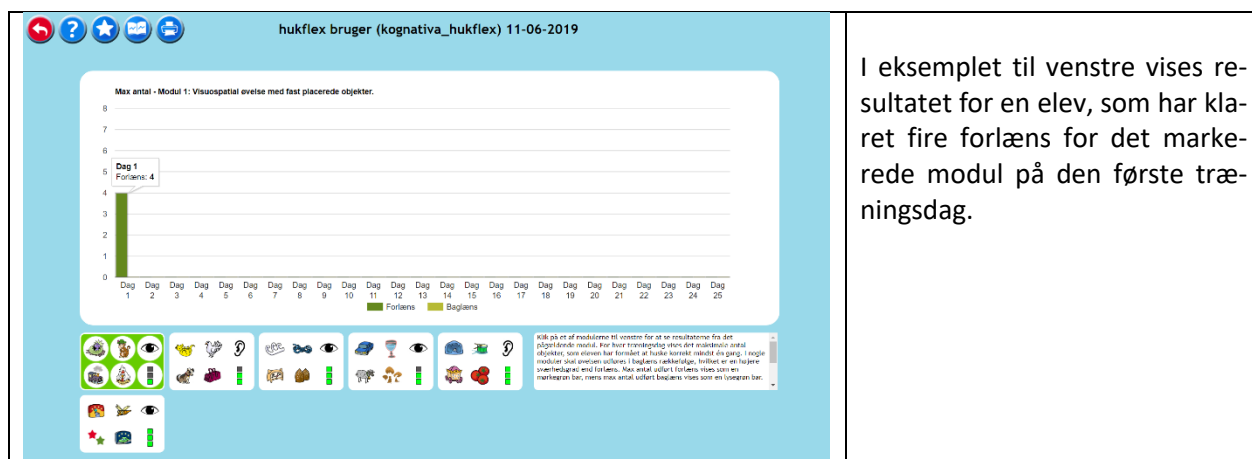 hukflex bruger (kognativa_hukflex) 11-06-2019
Max antal - Modul 1: Visuospatial øvelse med fast placerede objekter.
8
7
6
5
4
3
2
1
0
Dag 1
Forlæns: 4
Dag Dag Dag Dag Dag Dag Dag Dag Dag Dag Dag Dag Dag Dag Dag Dag Dag Dag Dag Dag Dag Dag Dag Dag Dag
1 2 3 4 5 6 7 8 9 10 11 12 13 14 15 16 17 18 19 20 21 22 23 24 25
Forlæns Baglæns
Klik på et af modulerne til venstre for at se resultaterne fra det
pågældende modul. For hver træningsdag vises det maksimale antal
objekter, som eleven har formået at huske korrekt mindst én gang. I nogle
moduler skal øvelsen udføres i baglæns rækkefølge, hvilket er en højere
sværhedsgrad end forlæns. Max antal udført forlæns vises som en
mørkegrøn bar, mens max antal udført baglæns vises som en lysegrøn bar.
I eksemplet til venstre vises re-
sultatet for en elev, som har kla-
ret fire forlæns for det marke-
rede modul på den første træ-
ningsdag.